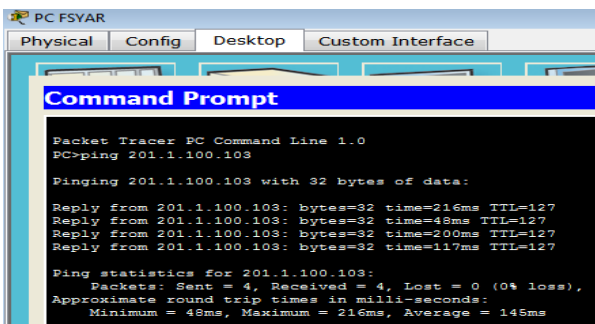 PC FSYAR
Physical Config Desktop Custom Interface
Command Prompt
Packet Tracer PC Command Line 1.0
PC>ping 201.1.100.103
Pinging 201.1.100.103 with 32 bytes of data:
Reply from 201.1.100.103: bytes=32 time=216ms TTL=127
Reply from 201.1.100.103: bytes=32 time=48ms TTL=127
Reply from 201.1.100.103: bytes=32 time=200ms TTL=127
Reply from 201.1.100.103: bytes=32 time=117ms TTL=127
Ping statistics for 201.1.100.103:
Packets: Sent = 4, Received = 4, Lost = 0 (0% loss),
Approximate round trip times in milli-seconds:
Minimum = 48ms, Maximum = 216ms, Average = 145ms